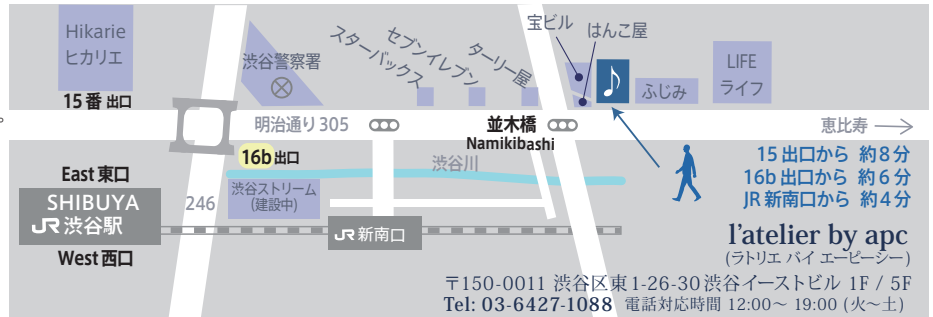 Hikarie
ヒカリエ
15番 出口
渋谷警察署
スターバックス
セブンイレブン
ターリー屋
宝ビル
はんこ屋
ふじみ
LIFE
ライフ
明治通り 305
並木橋
Namikibashi
恵比寿
16b 出口
渋谷川
East 東口
SHIBUYA
JR 渋谷駅
West 西口
246
渋谷ストリーム
(建設中)
JR 新南口
15 出口から 約8分
16b 出口から 約6分
JR 新南口から 約4分
l'atelier by apc
(ラトリエ バイ エーピーシー)
〒150-0011 渋谷区東1-26-30渋谷イーストビル 1F / 5F
Tel: 03-6427-1088 電話対応時間 12:00〜 19:00 (火〜土)